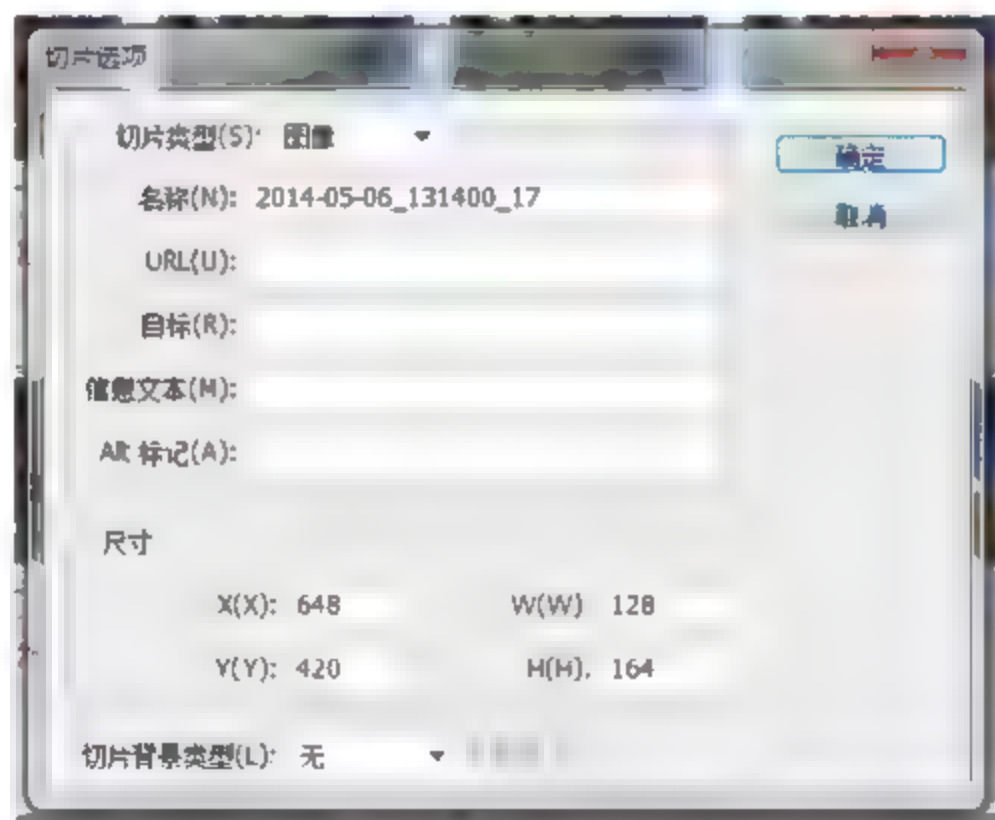 切片选项
切片类型(S): 图像
确定
名称(N): 2014-05-06_131400_17
取消
URL(U):
目标(R):
信息文本(M):
Alt 标记(A):
尺寸
X(X): 648 W(W) 128
Y(Y): 420 H(H). 164
切片背景类型(L): 无